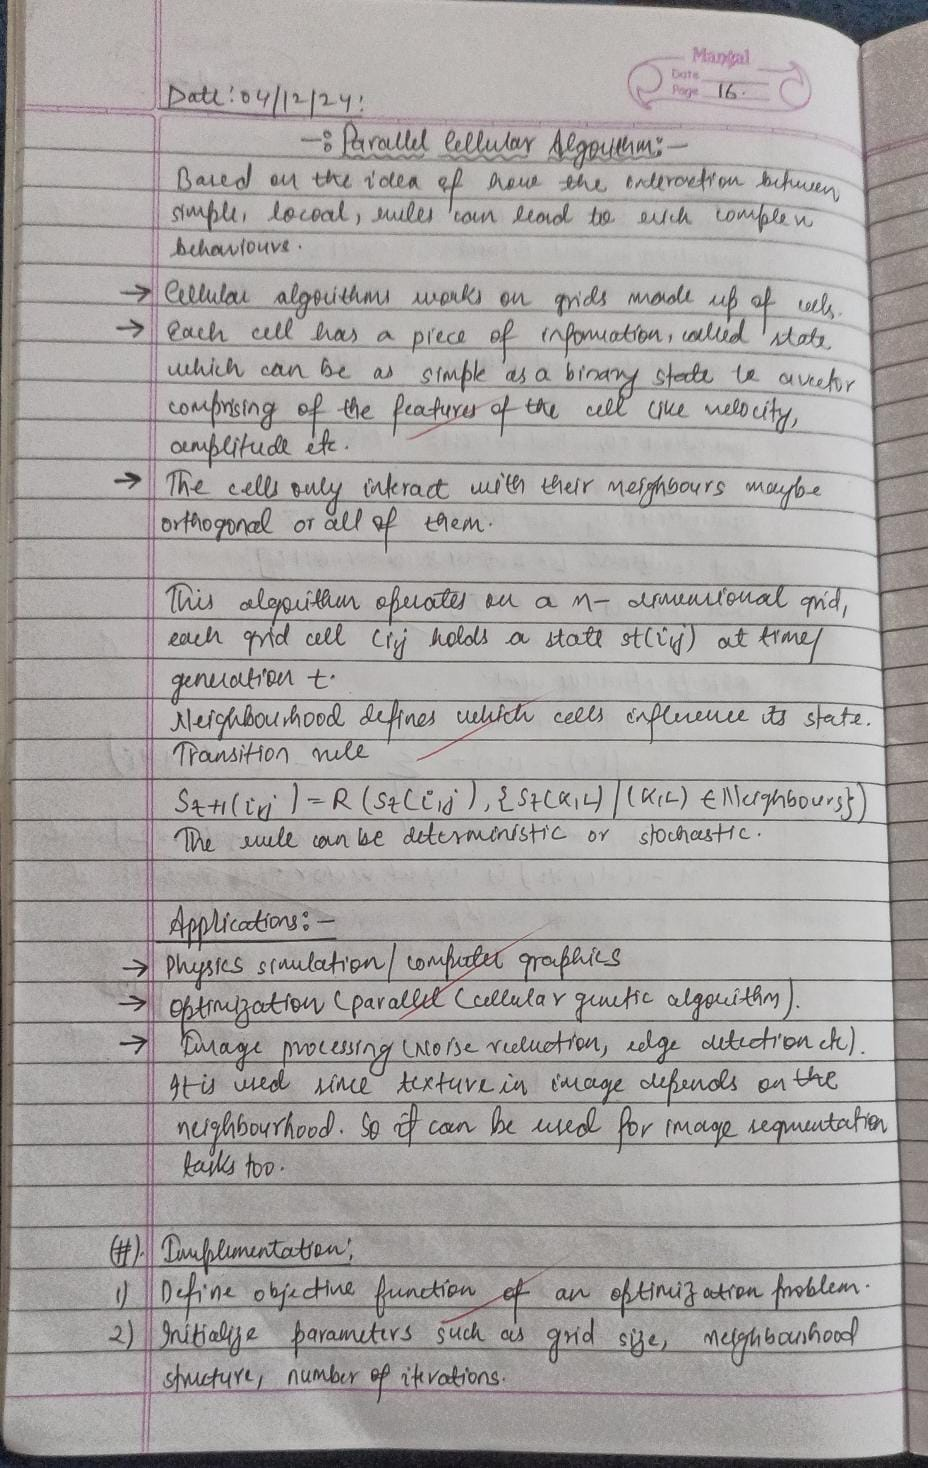 Mangal
Date
Page 16.
Date: 04/12/24:
-: Parallel Cellular Algorithm:-
Based on the idea of how the interaction between
simple, locoal, rules can lead to such complex
behaviours.
→ Cellular algorithms works on grids made up of cells.
→ Each cell has a piece of information, called state
which can be as simple as a binary state to a vector
comprising of the features of the cell like velocity,
amplitude etc.
→ The cells only interact with their neighbours maybe
orthogonal or all of them.
This algorithm operates on a n- dimensional grid,
each grid cell Cij holds a state st(i,j) at time/
generation t.
Neighbourhood defines which cells influence its state.
Transition rule
St+1(i,j) = R(St(i,j), {St(k,L) | (k,L) ∈ Neighbours})
The rule can be deterministic or stochastic.
Applications:-
→ Physics simulation/computer graphics
→ Optimization (parallel (cellular genetic algorithm).
→ Image processing (Noise reduction, edge detection etc).
It is used since texture in image depends on the
neighbourhood. So it can be used for image segmentation
tasks too.
(#). Implimentation:
1) Define objective function of an optimization problem.
2) Initialize parameters such as grid size, neighbourhood
structure, number of iterations.